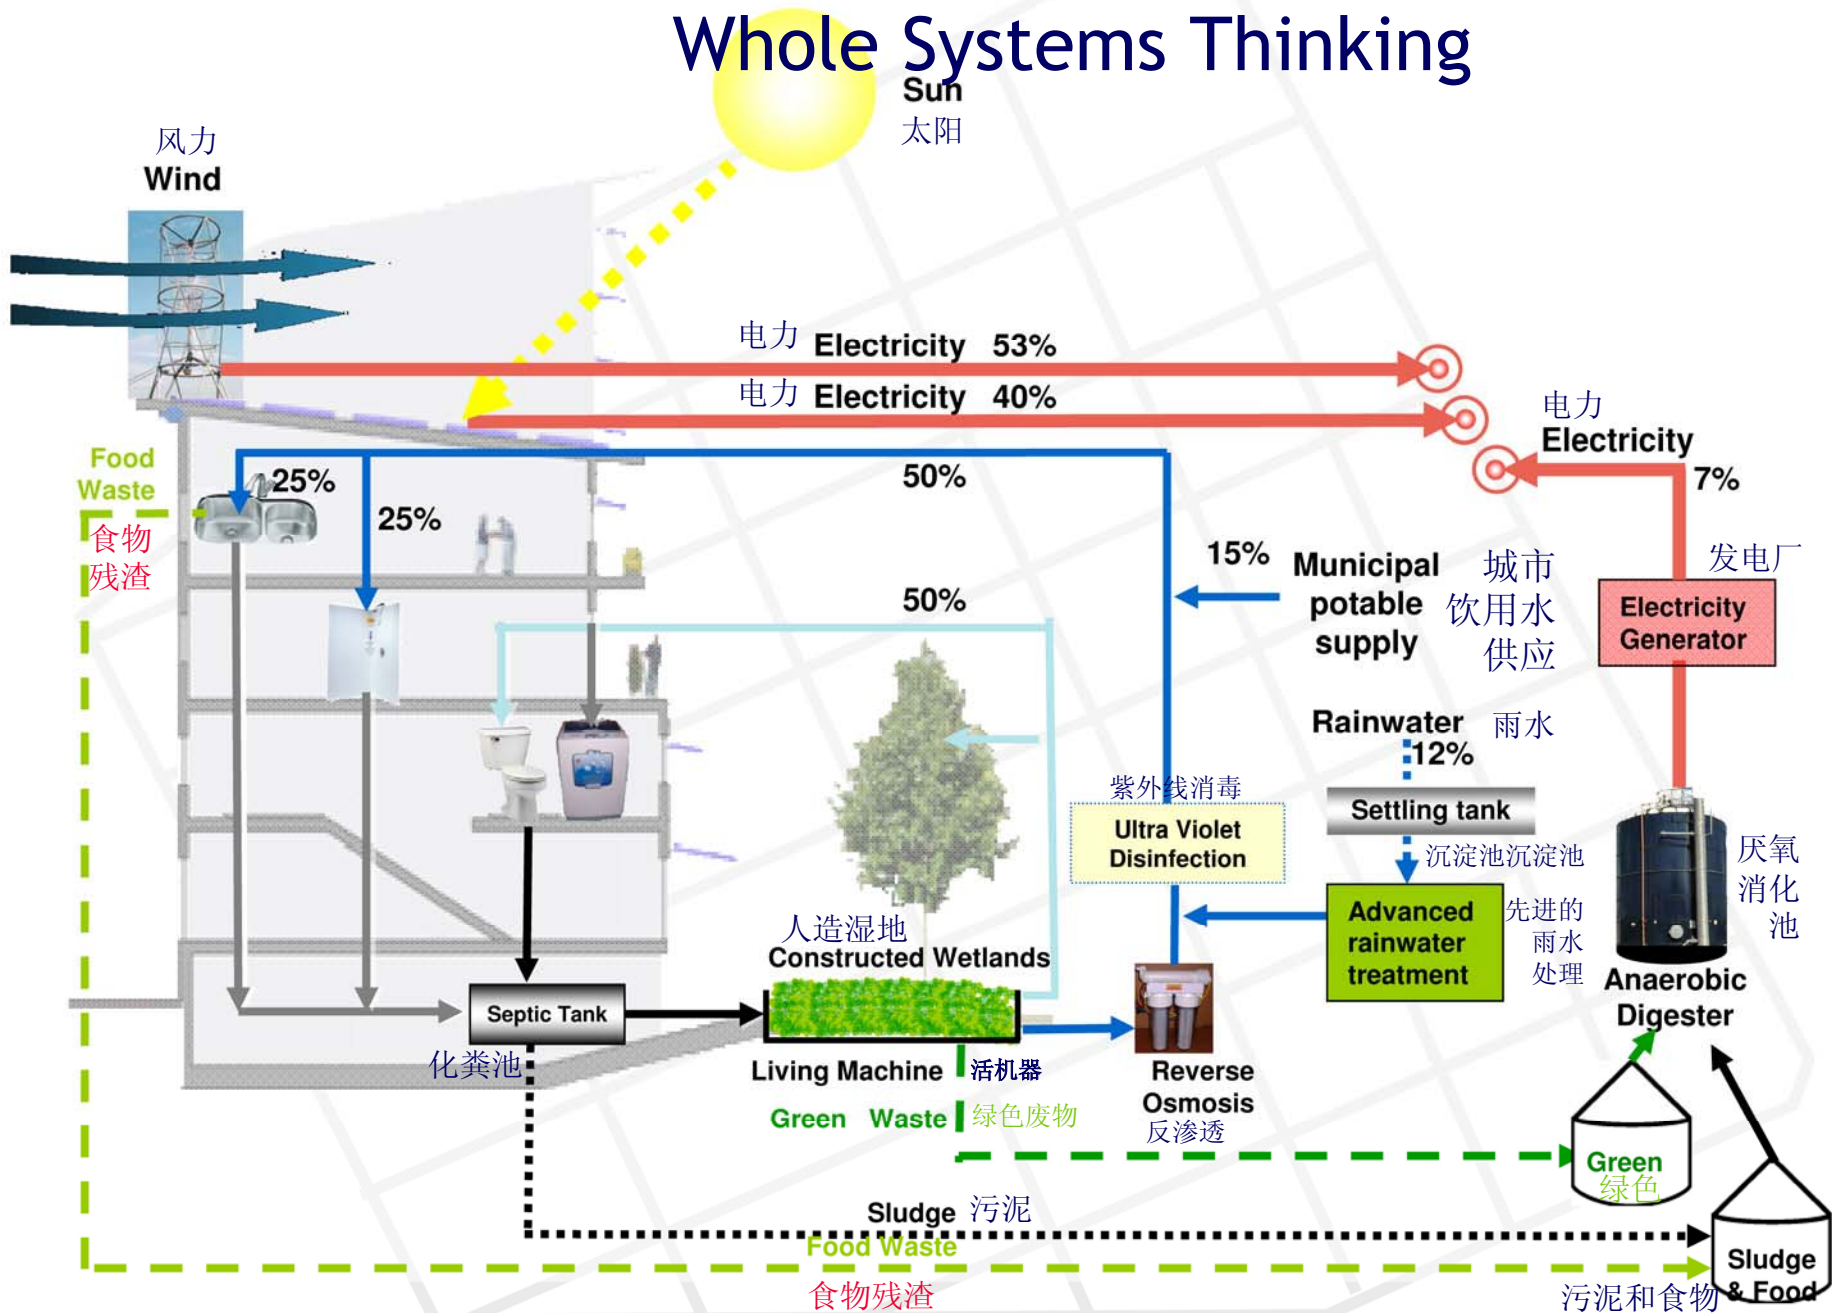 Whole Systems Thinking
Sun
太阳
风力
Wind
电力 Electricity 53%
电力 Electricity 40%
电力
Electricity
7%
Food
Waste
食物
残渣
25%
25%
50%
50%
15%
Municipal
potable
supply
城市
饮用水
供应
发电厂
Electricity
Generator
Rainwater 雨水
12%
Settling tank
沉淀池沉淀池
紫外线消毒
Ultra Violet
Disinfection
Advanced
rainwater
treatment
先进的
雨水
处理
厌氧
消化
池
Anaerobic
Digester
人造湿地
Constructed Wetlands
Septic Tank
化粪池
Living Machine 活机器
Green Waste 绿色废物
Reverse
Osmosis
反渗透
Green
绿色
Sludge 污泥
Food Waste
食物残渣
Sludge
& Food
污泥和食物